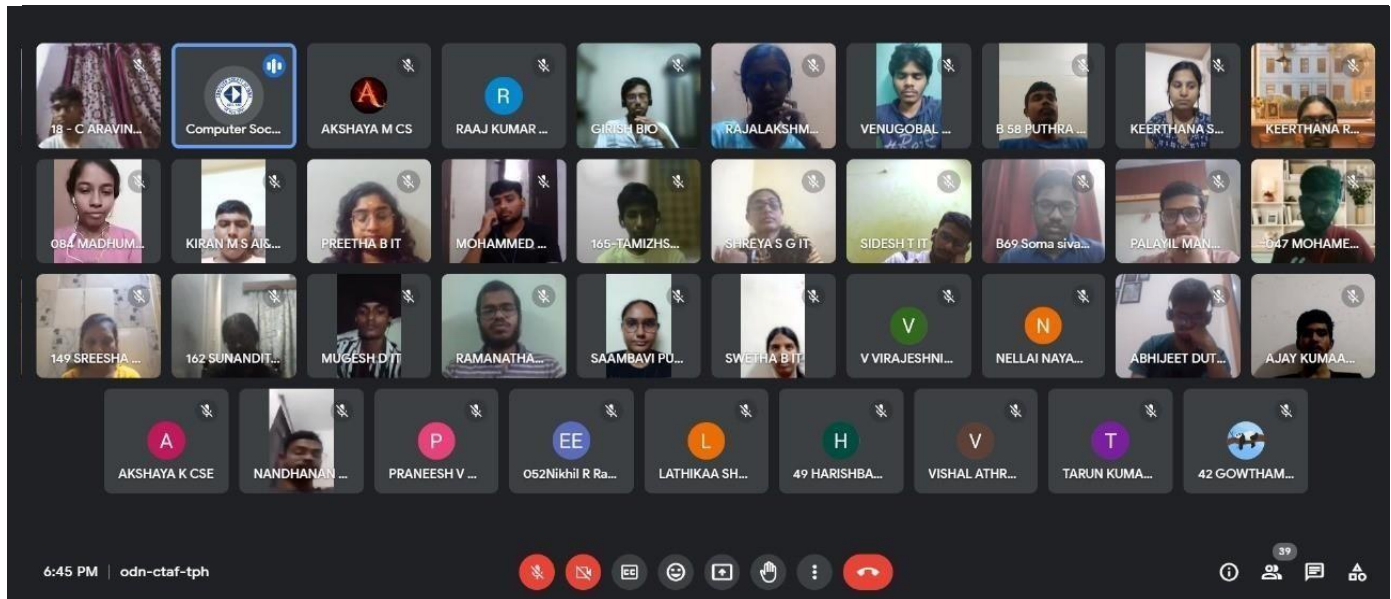 18 - C ARAVIN...
Computer Soc...
AKSHAYA M CS
R
RAAJ KUMAR ...
GIRISH BIO
RAJALAKSHM...
VENUGOBAL ...
B 58 PUTHRA ...
KEERTHANA S...
KEERTHANA R...
084 MADHUM...
KIRAN M S AI&...
PREETHA B IT
MOHAMMED ...
165-TAMIZHS...
SHREYA S G IT
SIDESH T IT
B69 Soma siva...
PALAYIL MAN...
047 MOHAME...
149 SREESHA ...
162 SUNANDIT...
MUGESH D IT
RAMANATHA...
SAAMBAVI PU...
SWETHA B IT
V
V VIRAJESHNI...
N
NELLAI NAYA...
ABHIJEET DUT...
AJAY KUMAA...
A
AKSHAYA K CSE
NANDHANAN ...
P
PRANEESH V ...
EE
052Nikhil R Ra...
L
LATHIKAA SH...
H
49 HARISHBA...
V
VISHAL ATHR...
T
TARUN KUMA...
42 GOWTHAM...
6:45 PM | odn-ctaf-tph
CC
39